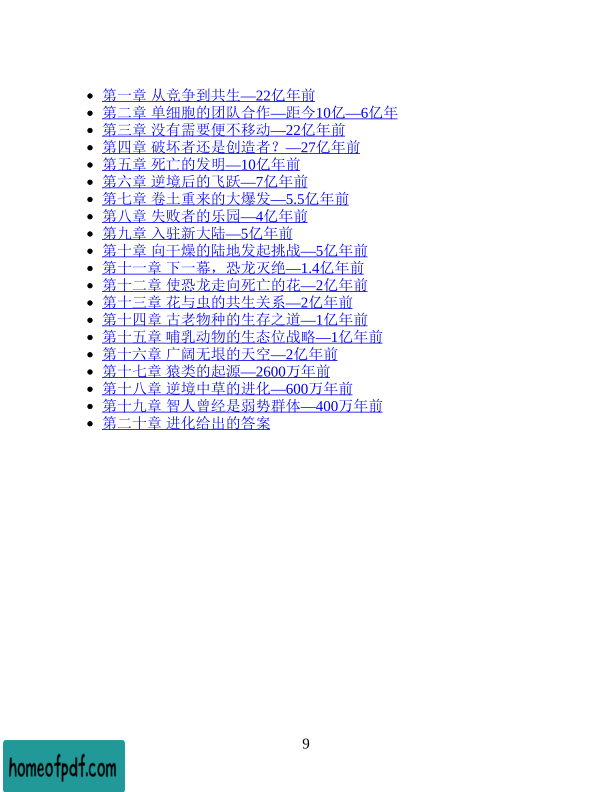 第一章 从竞争到共生—22亿年前
第二章 单细胞的团队合作—距今10亿—6亿年
第三章 没有需要便不移动—22亿年前
第四章 破坏者还是创造者？—27亿年前
第五章 死亡的发明—10亿年前
第六章 逆境后的飞跃—7亿年前
第七章 卷土重来的大爆发—5.5亿年前
第八章 失败者的乐园—4亿年前
第九章 入驻新大陆—5亿年前
第十章 向干燥的陆地发起挑战—5亿年前
第十一章 下一幕，恐龙灭绝—1.4亿年前
第十二章 使恐龙走向死亡的花—2亿年前
第十三章 花与虫的共生关系—2亿年前
第十四章 古老物种的生存之道—1亿年前
第十五章 哺乳动物的生态位战略—1亿年前
第十六章 广阔无垠的天空—2亿年前
第十七章 猿类的起源—2600万年前
第十八章 逆境中草的进化—600万年前
第十九章 智人曾经是弱势群体—400万年前
第二十章 进化给出的答案
9
homeofpdf.com